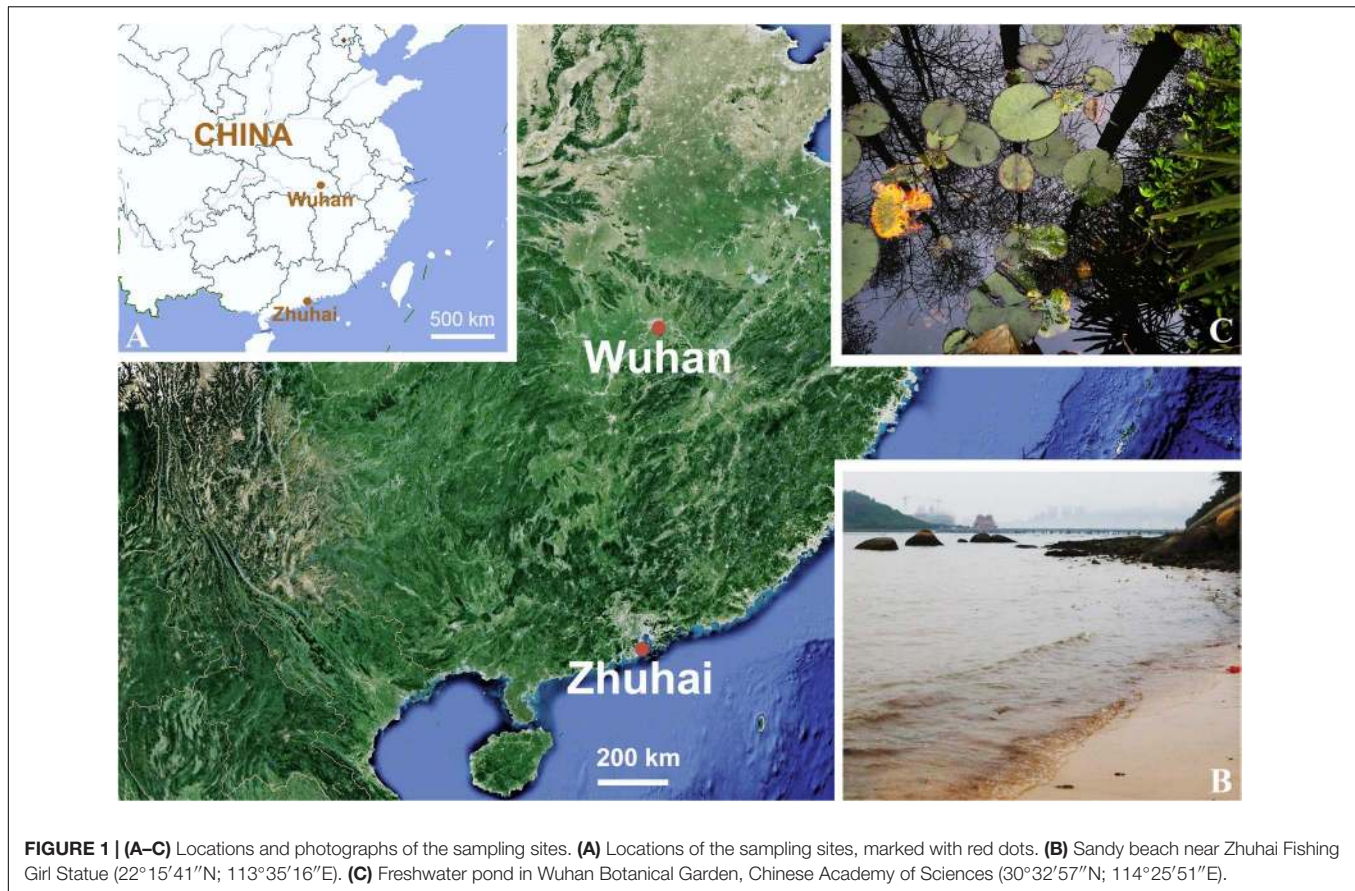 CHINA
Wuhan
Zhuhai
500 km
A
Wuhan
Zhuhai
200 km
C
B
FIGURE 1 | (A–C) Locations and photographs of the sampling sites. (A) Locations of the sampling sites, marked with red dots. (B) Sandy beach near Zhuhai Fishing
Girl Statue (22°15′41″N; 113°35′16″E). (C) Freshwater pond in Wuhan Botanical Garden, Chinese Academy of Sciences (30°32′57″N; 114°25′51″E).